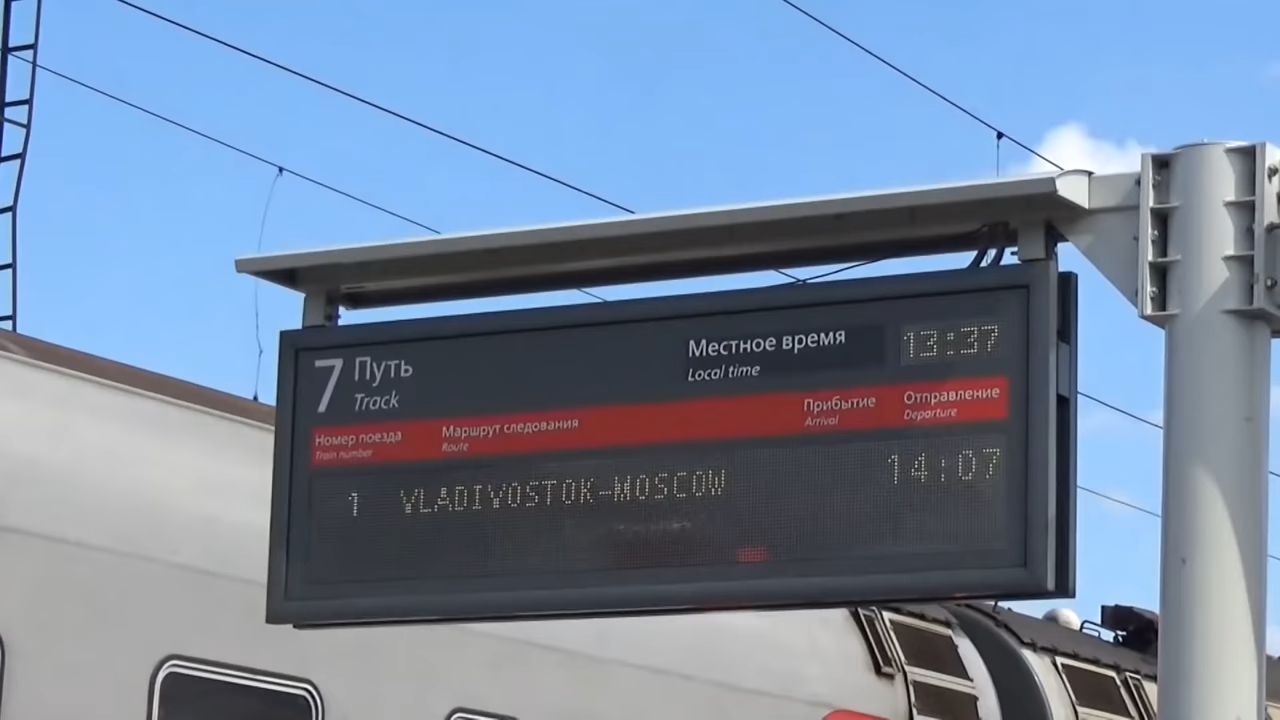 7 Путь
Track
Местное время 13:37
Local time
Номер поезда Маршрут следования Прибытие Отправление
Train number Route Arrival Departure
1 VLADIVOSTOK-MOSCOW 14:07